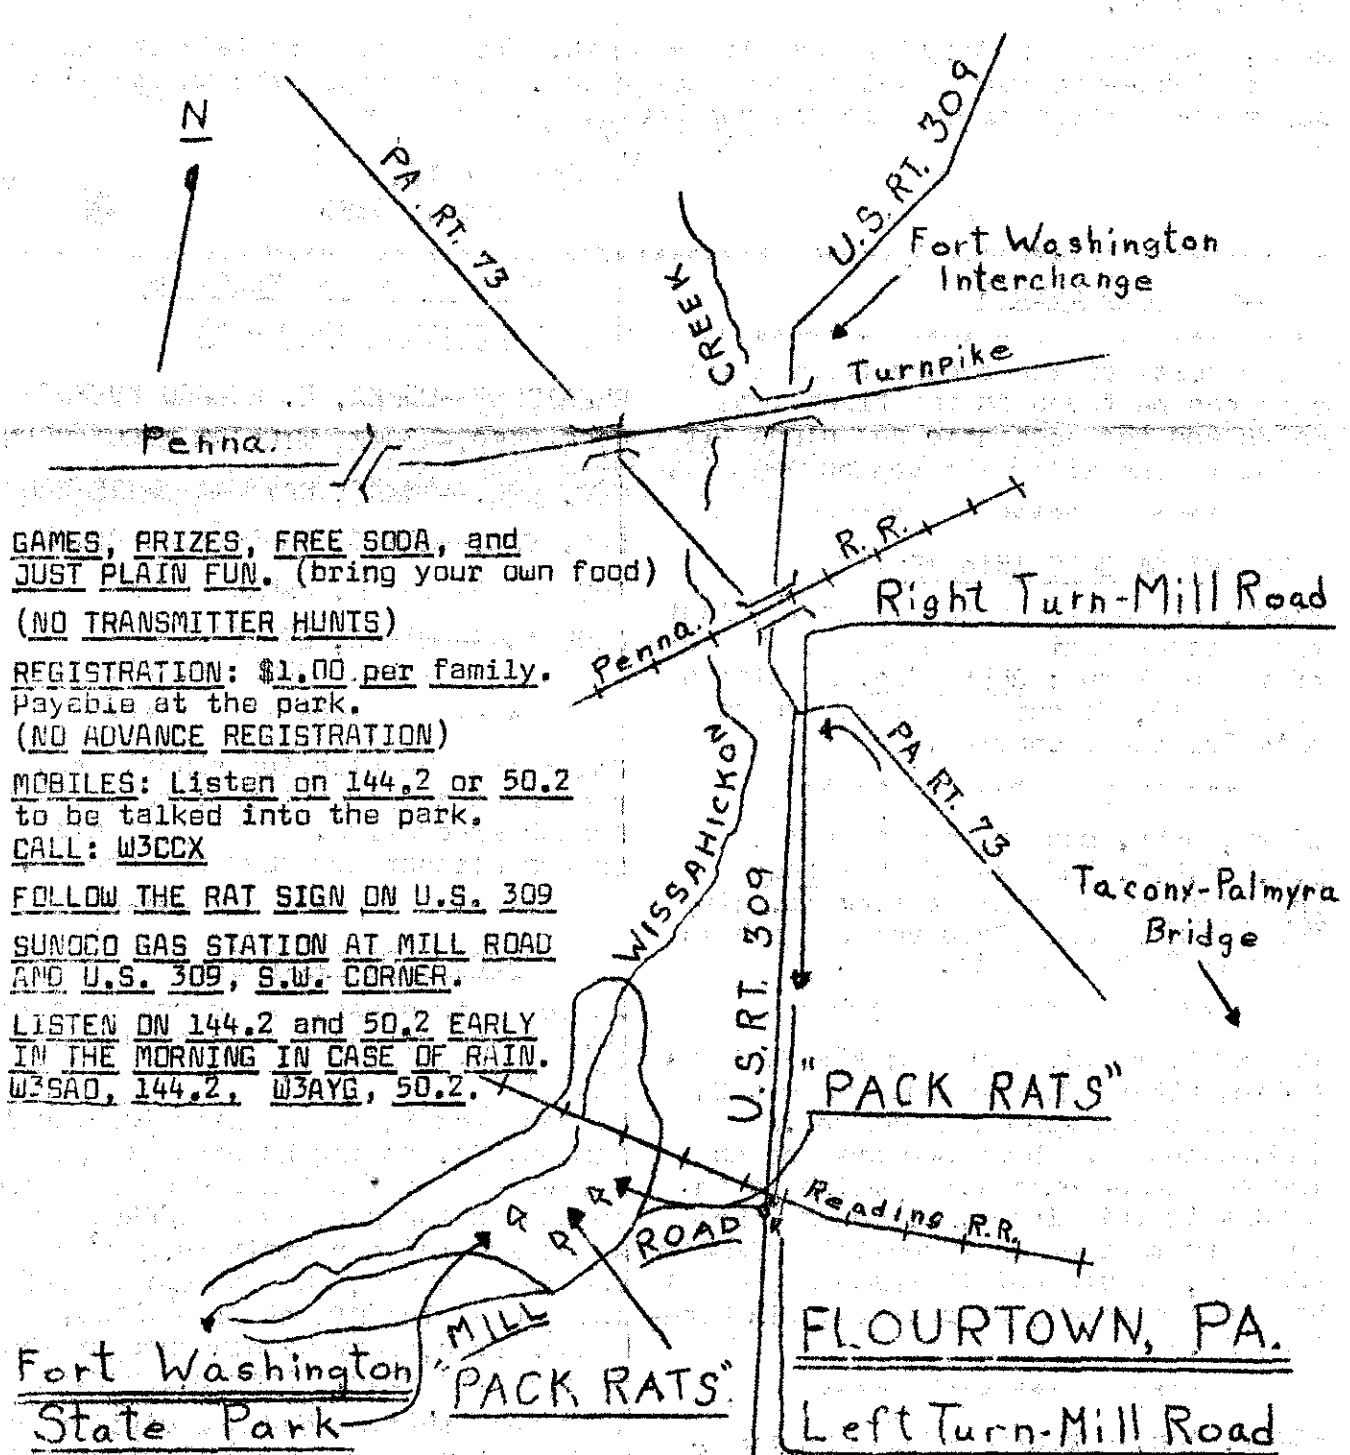 N
PA. RT. 73
CREEK
U.S. RT. 309
Fort Washington
Interchange
Turnpike
Penna.
GAMES, PRIZES, FREE SODA, and
JUST PLAIN FUN. (bring your own food)
(NO TRANSMITTER HUNTS)
REGISTRATION: $1.00 per family.
Payable at the park.
(NO ADVANCE REGISTRATION)
MOBILES: Listen on 144.2 or 50.2
to be talked into the park.
CALL: W3CCX
FOLLOW THE RAT SIGN ON U.S. 309
SUNOCO GAS STATION AT MILL ROAD
AND U.S. 309, S.W. CORNER.
LISTEN ON 144.2 and 50.2 EARLY
IN THE MORNING IN CASE OF RAIN.
W3SAO, 144.2, W3AYG, 50.2.
Penna. R. R.
Right Turn-Mill Road
WISSAHICKON
PA. RT. 73
U.S. RT. 309
Tacony-Palmyra
Bridge
"PACK RATS"
Reading R.R.
MILL ROAD
Fort Washington
State Park
"PACK RATS"
FLOURTOWN, PA.
Left Turn-Mill Road